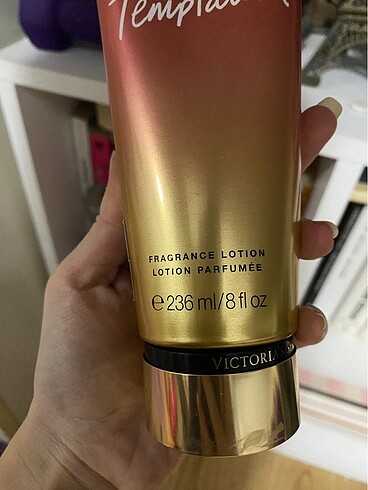 FRAGRANCE LOTION
LOTION PARFUMÉE
℮ 236 ml/8 fl oz
VICTORIA